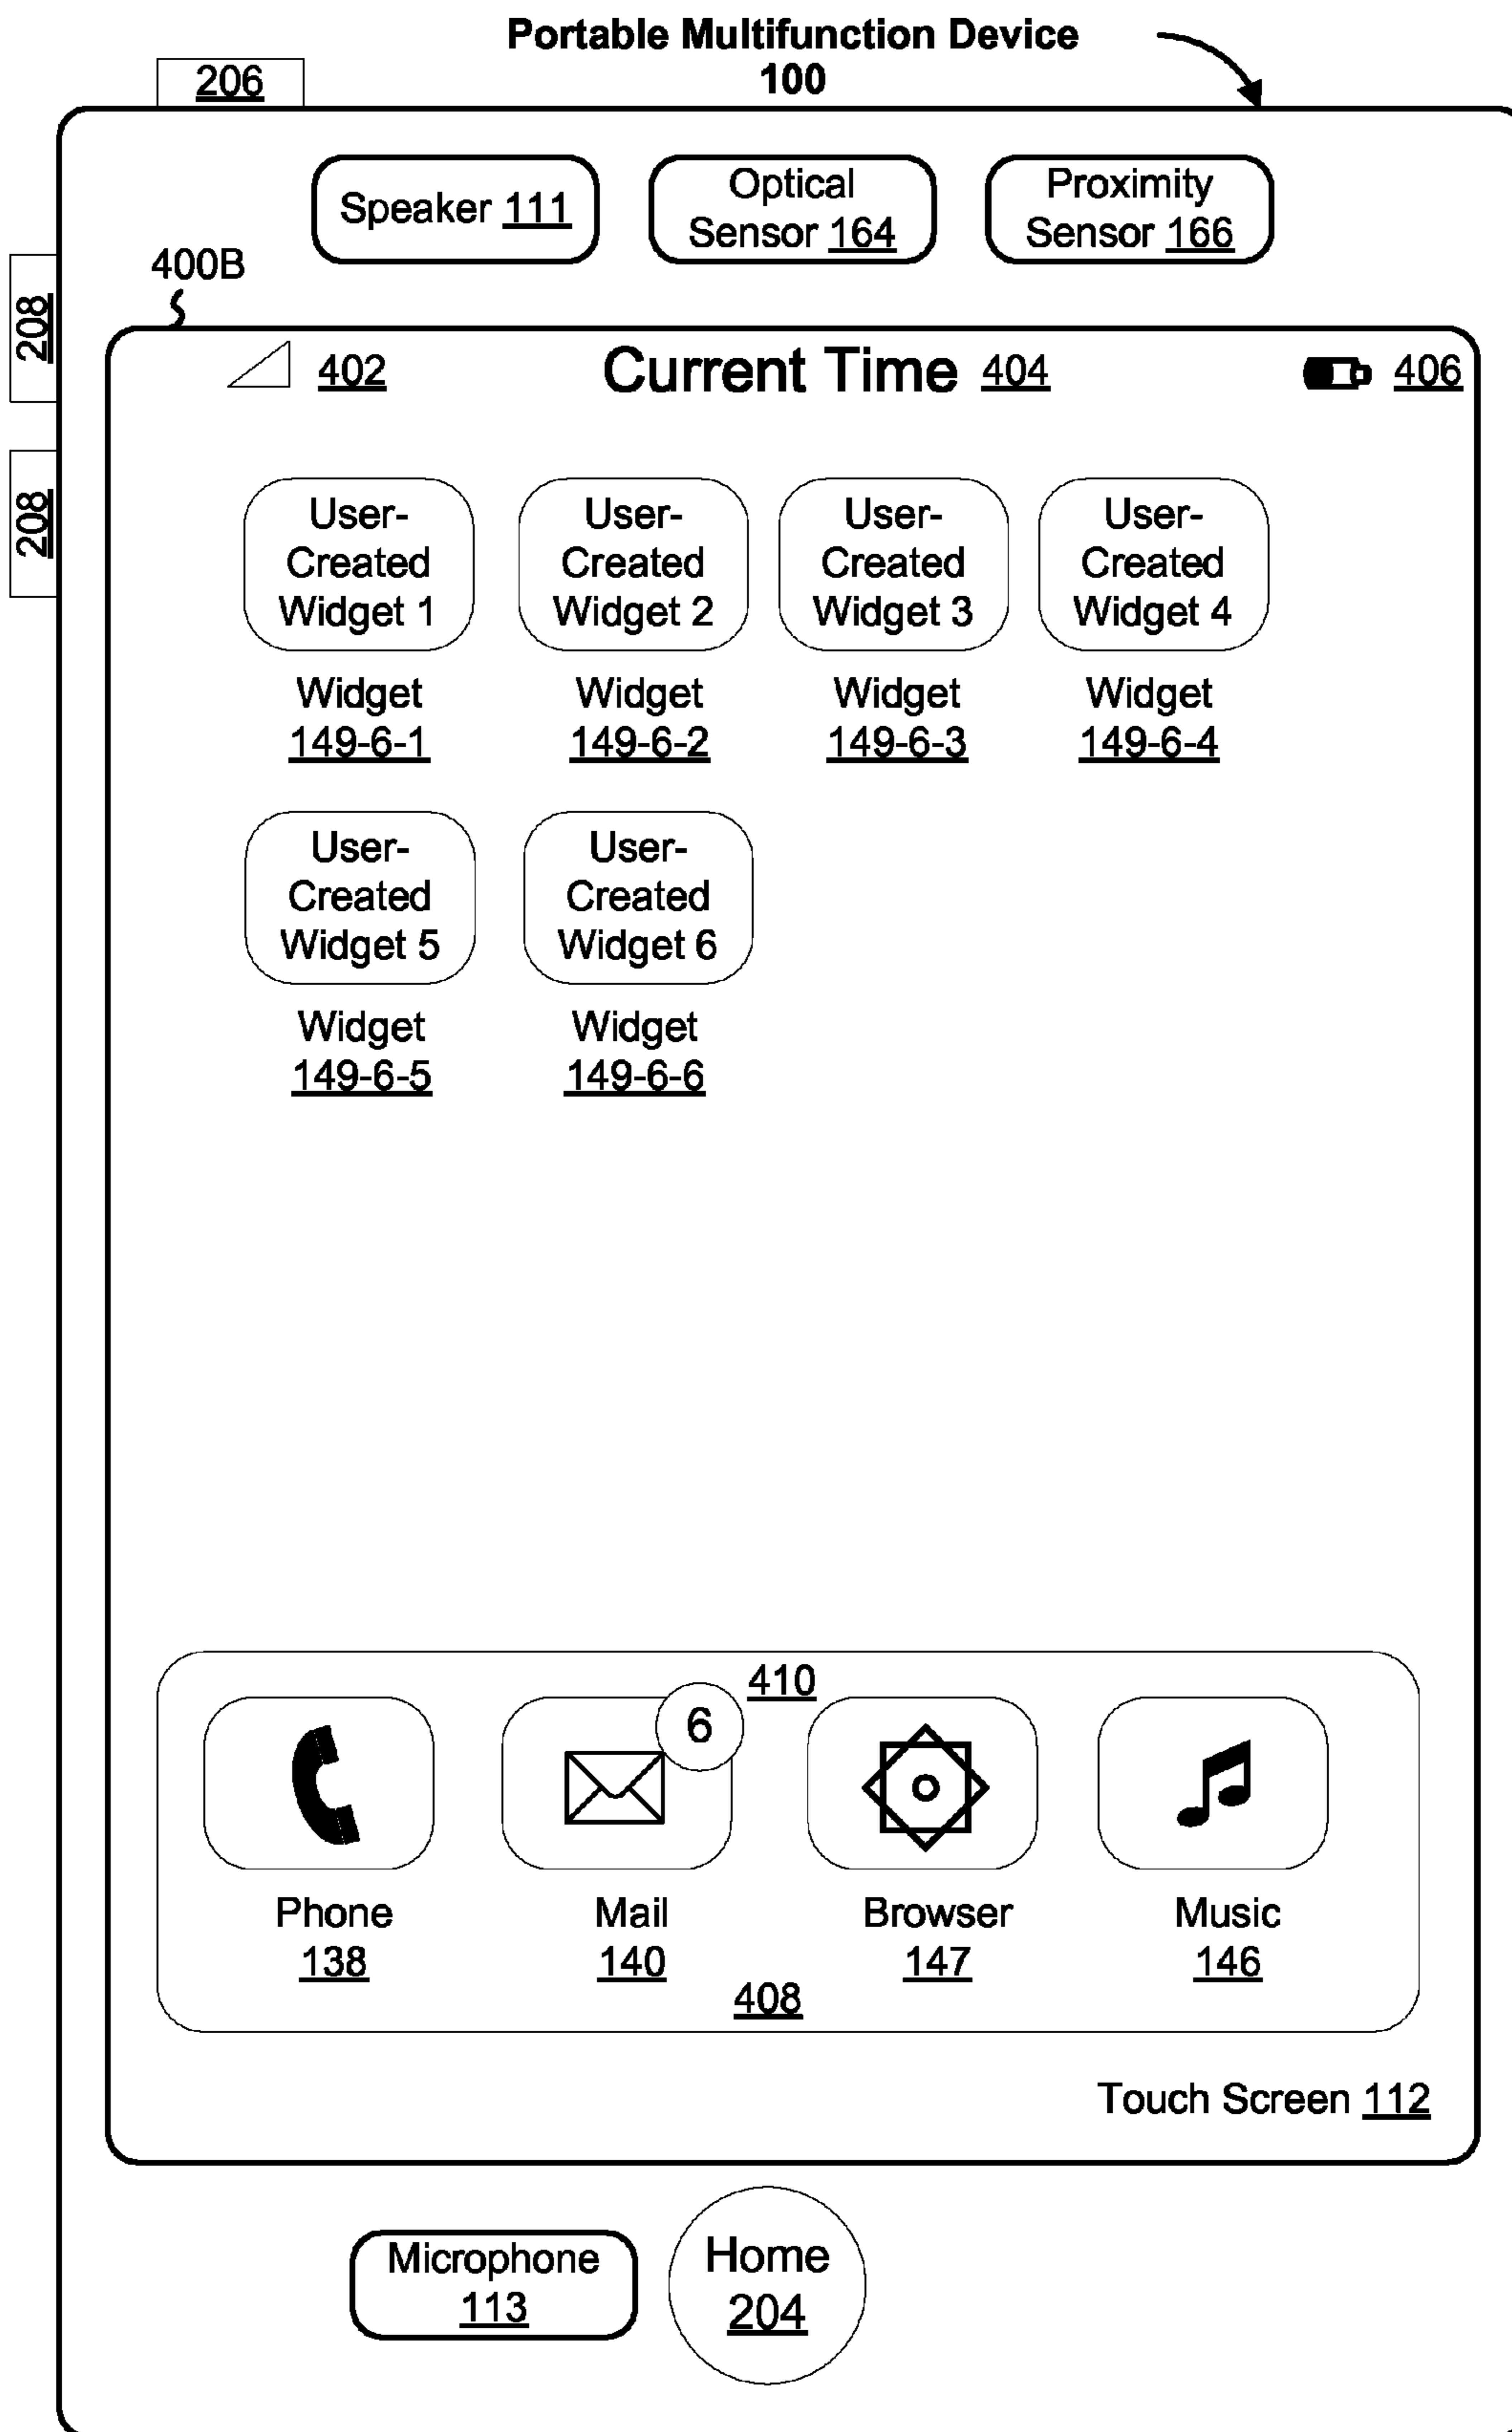 Portable Multifunction Device
100
206
Speaker 111
Optical
Sensor 164
Proximity
Sensor 166
208
400B
208
402
Current Time 404
406
User-
Created
Widget 1
User-
Created
Widget 2
User-
Created
Widget 3
User-
Created
Widget 4
Widget
149-6-1
Widget
149-6-2
Widget
149-6-3
Widget
149-6-4
User-
Created
Widget 5
User-
Created
Widget 6
Widget
149-6-5
Widget
149-6-6
410
6
Phone
138
Mail
140
Browser
147
Music
146
408
Touch Screen 112
Microphone
113
Home
204